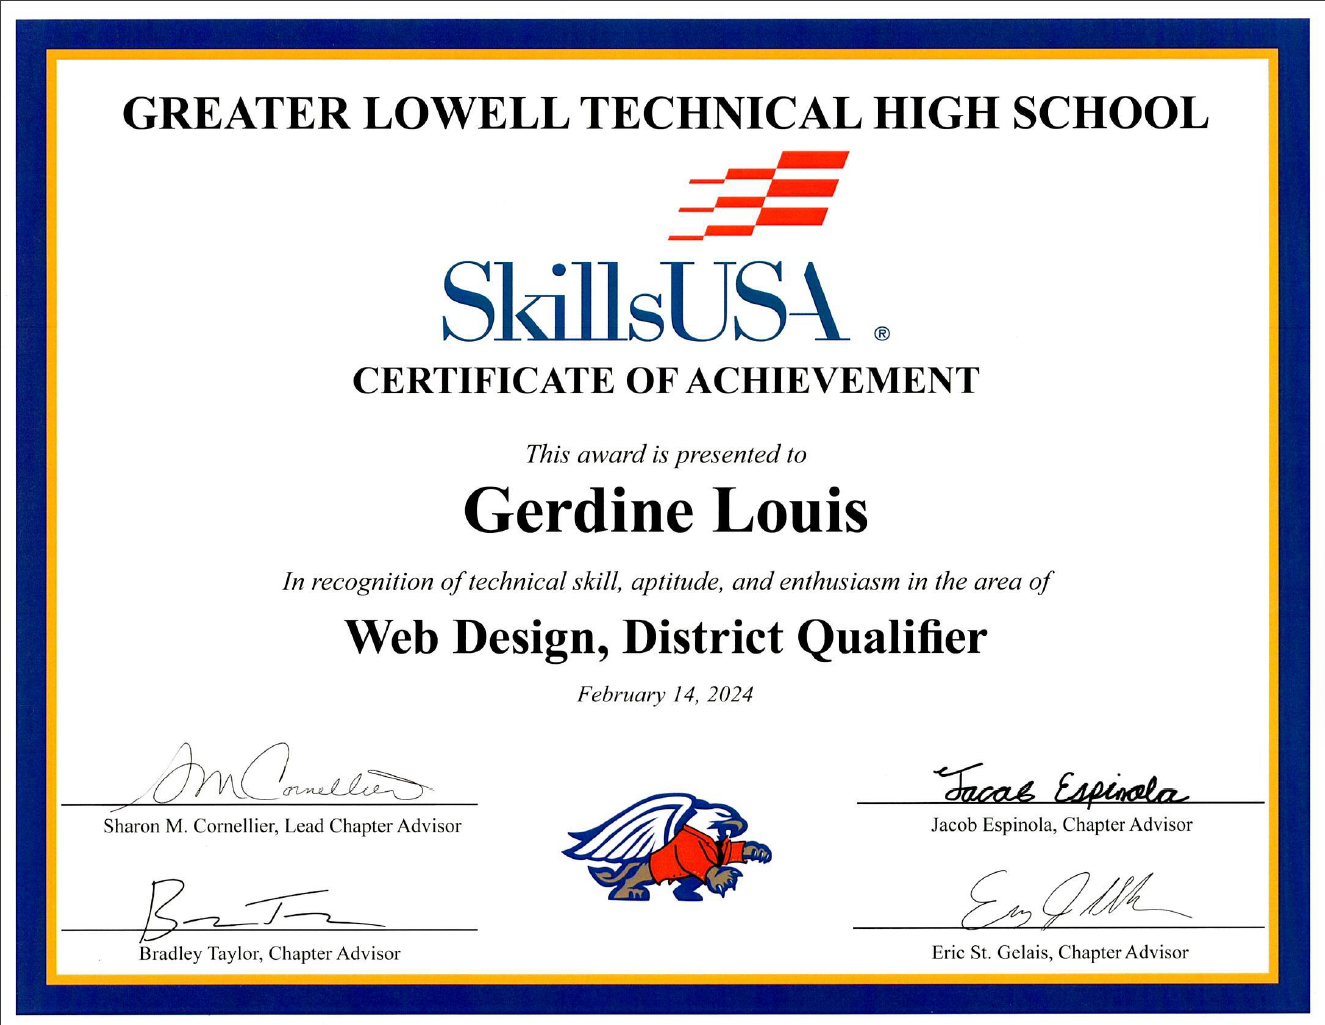 GREATER LOWELL TECHNICAL HIGH SCHOOL
SkillsUSA ®
CERTIFICATE OF ACHIEVEMENT
This award is presented to
Gerdine Louis
In recognition of technical skill, aptitude, and enthusiasm in the area of
Web Design, District Qualifier
February 14, 2024
SM Cornellier
Sharon M. Cornellier, Lead Chapter Advisor
Jacob Espinola
Jacob Espinola, Chapter Advisor
Bradley Taylor, Chapter Advisor
Eric St. Gelais, Chapter Advisor